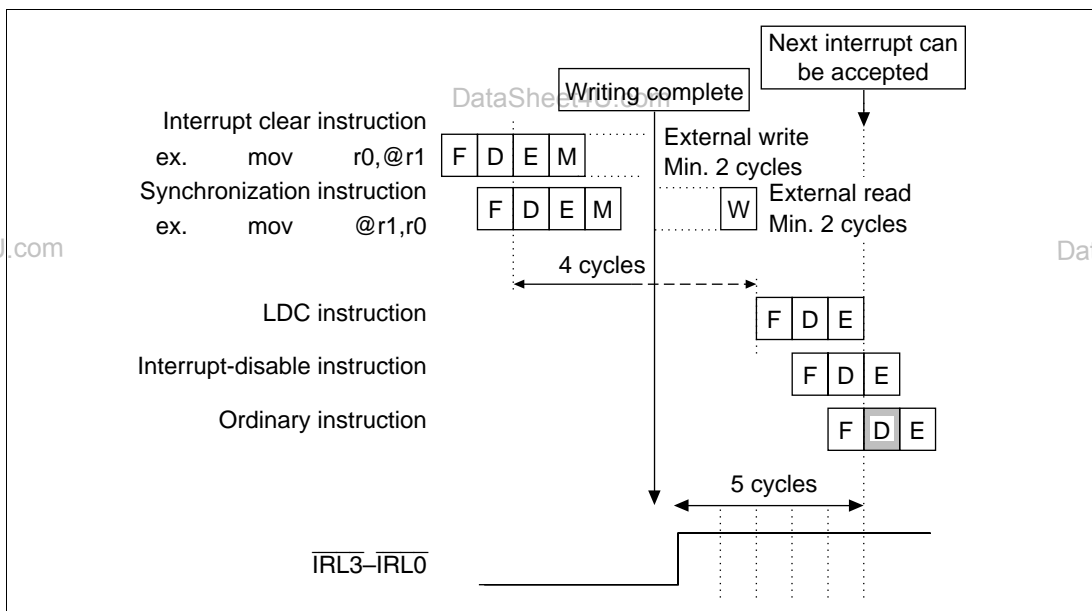 Next interrupt can
be accepted
Writing complete
DataSheet4U.com
Interrupt clear instruction
ex. mov r0,@r1
F D E M
External write
Min. 2 cycles
Synchronization instruction
ex. mov @r1,r0
F D E M
W
External read
Min. 2 cycles
U.com
Dat
4 cycles
LDC instruction
F D E
Interrupt-disable instruction
F D E
Ordinary instruction
F D E
5 cycles
IRL3–IRL0